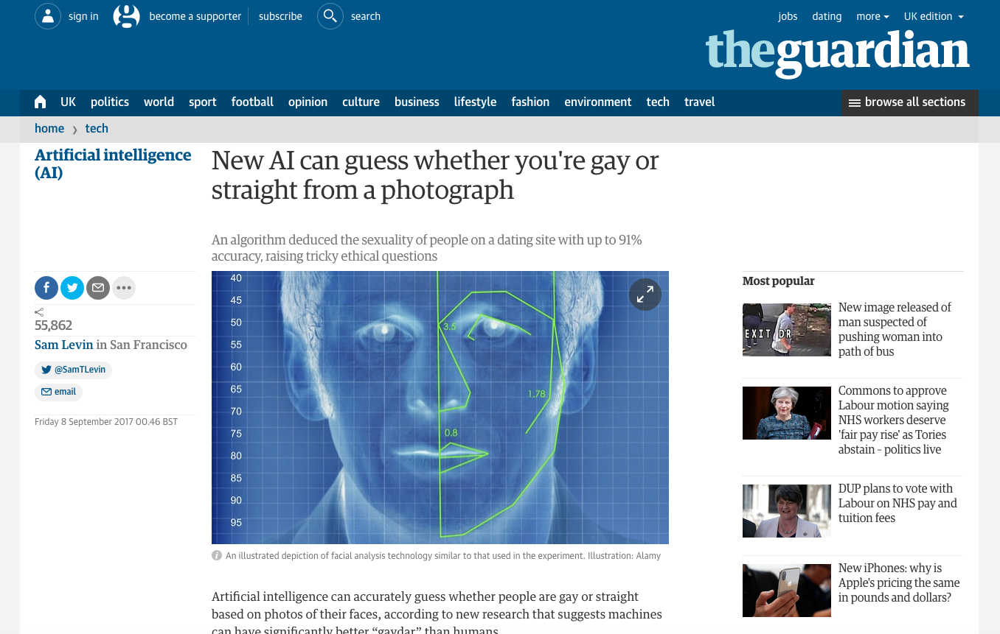 sign in
become a supporter
subscribe
search
jobs
dating
more
UK edition
theguardian
UK
politics
world
sport
football
opinion
culture
business
lifestyle
fashion
environment
tech
travel
browse all sections
home
tech
Artificial intelligence
(AI)
New AI can guess whether you're gay or
straight from a photograph
An algorithm deduced the sexuality of people on a dating site with up to 91%
accuracy, raising tricky ethical questions
55,862
Sam Levin in San Francisco
@SamTLevin
email
Friday 8 September 2017 00.46 BST
40
45
50
55
60
65
70
75
80
85
90
95
3.5
1.78
0.8
An illustrated depiction of facial analysis technology similar to that used in the experiment. Illustration: Alamy
Artificial intelligence can accurately guess whether people are gay or straight
based on photos of their faces, according to new research that suggests machines
can have significantly better “gaydar” than humans.
Most popular
EXIT DR
New image released of
man suspected of
pushing woman into
path of bus
Commons to approve
Labour motion saying
NHS workers deserve
'fair pay rise' as Tories
abstain – politics live
DUP plans to vote with
Labour on NHS pay and
tuition fees
New iPhones: why is
Apple's pricing the same
in pounds and dollars?